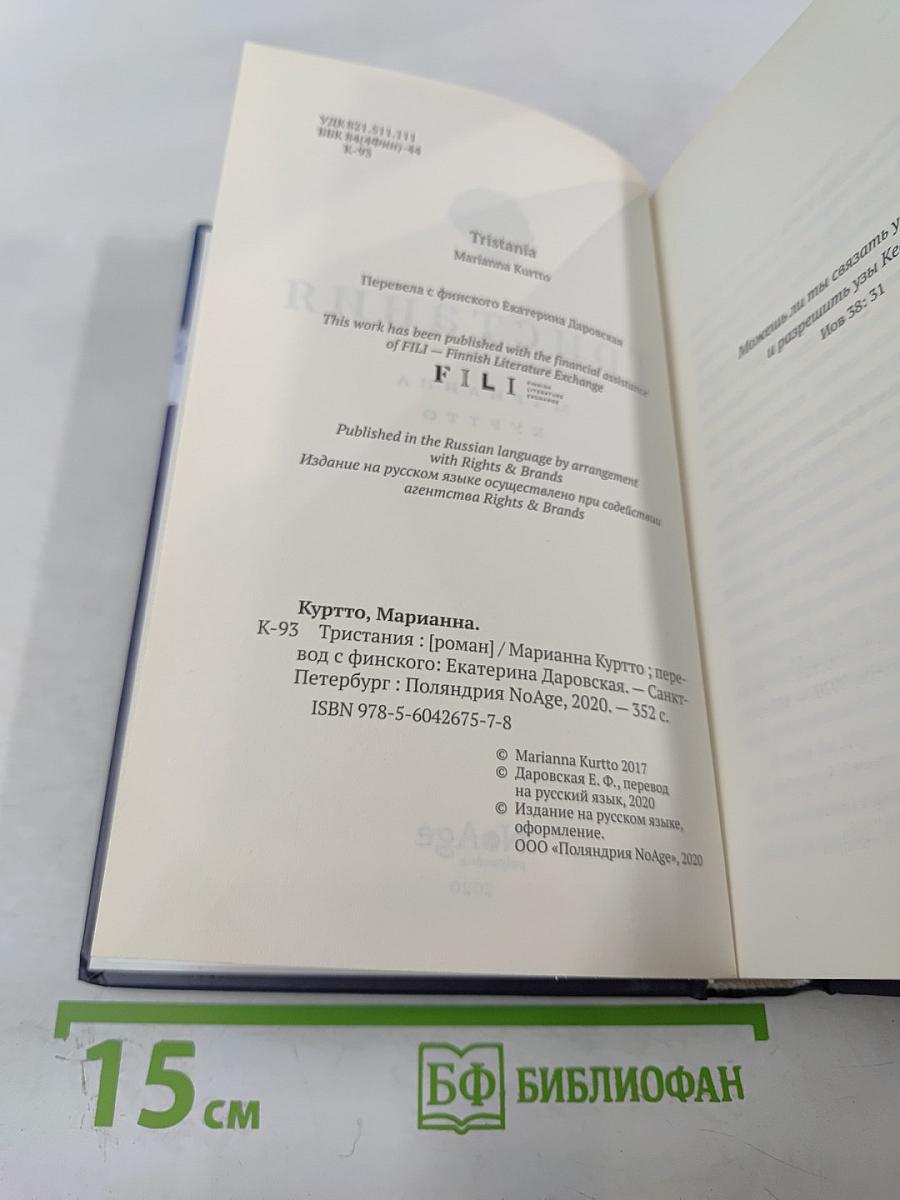 УДК 821.511.111
ББК 84(4Фин)-44
К-93
Tristania
Marianna Kurtto
Перевела с финского Екатерина Даровская
This work has been published with the financial assistance
of FILI — Finnish Literature Exchange
FILI
FINNISH
LITERATURE
EXCHANGE
Published in the Russian language by arrangement
with Rights & Brands
Издание на русском языке осуществлено при содействии
агентства Rights & Brands
Куртто, Марианна.
К-93 Тристания : [роман] / Марианна Куртто ; пере-
вод с финского: Екатерина Даровская. — Санкт-
Петербург : Поляндрия NoAge, 2020. — 352 с.
ISBN 978-5-6042675-7-8
© Marianna Kurtto 2017
© Даровская Е. Ф., перевод
на русский язык, 2020
© Издание на русском языке,
оформление.
ООО «Поляндрия NoAge», 2020
Можешь ли ты связать
и разрешить узы
Иов 38: 31
15 см
БФ БИБЛИОФАН